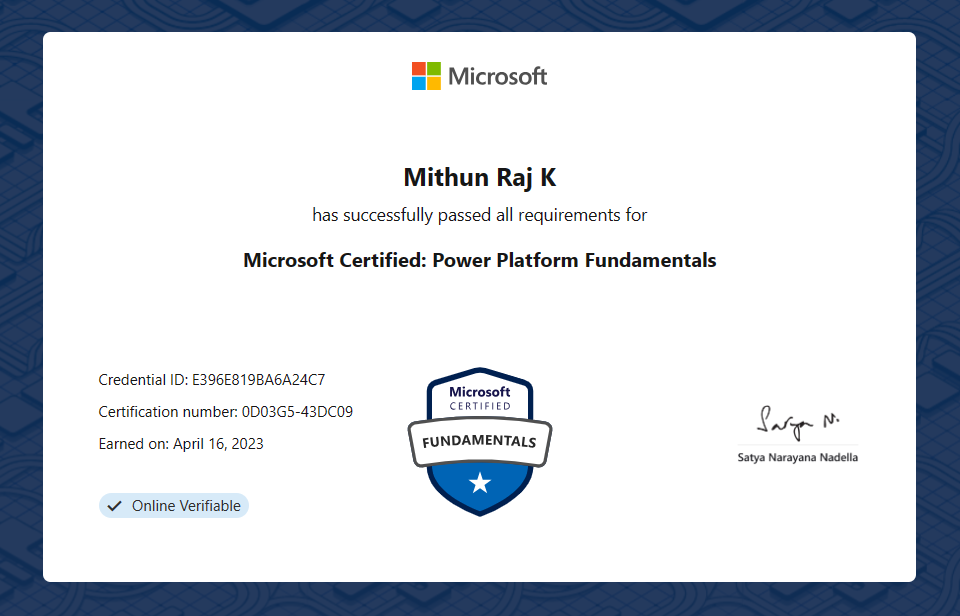 Microsoft
Mithun Raj K
has successfully passed all requirements for
Microsoft Certified: Power Platform Fundamentals
Credential ID: E396E819BA6A24C7
Certification number: 0D03G5-43DC09
Earned on: April 16, 2023
Online Verifiable
Microsoft
CERTIFIED
FUNDAMENTALS
Satya N.
Satya Narayana Nadella